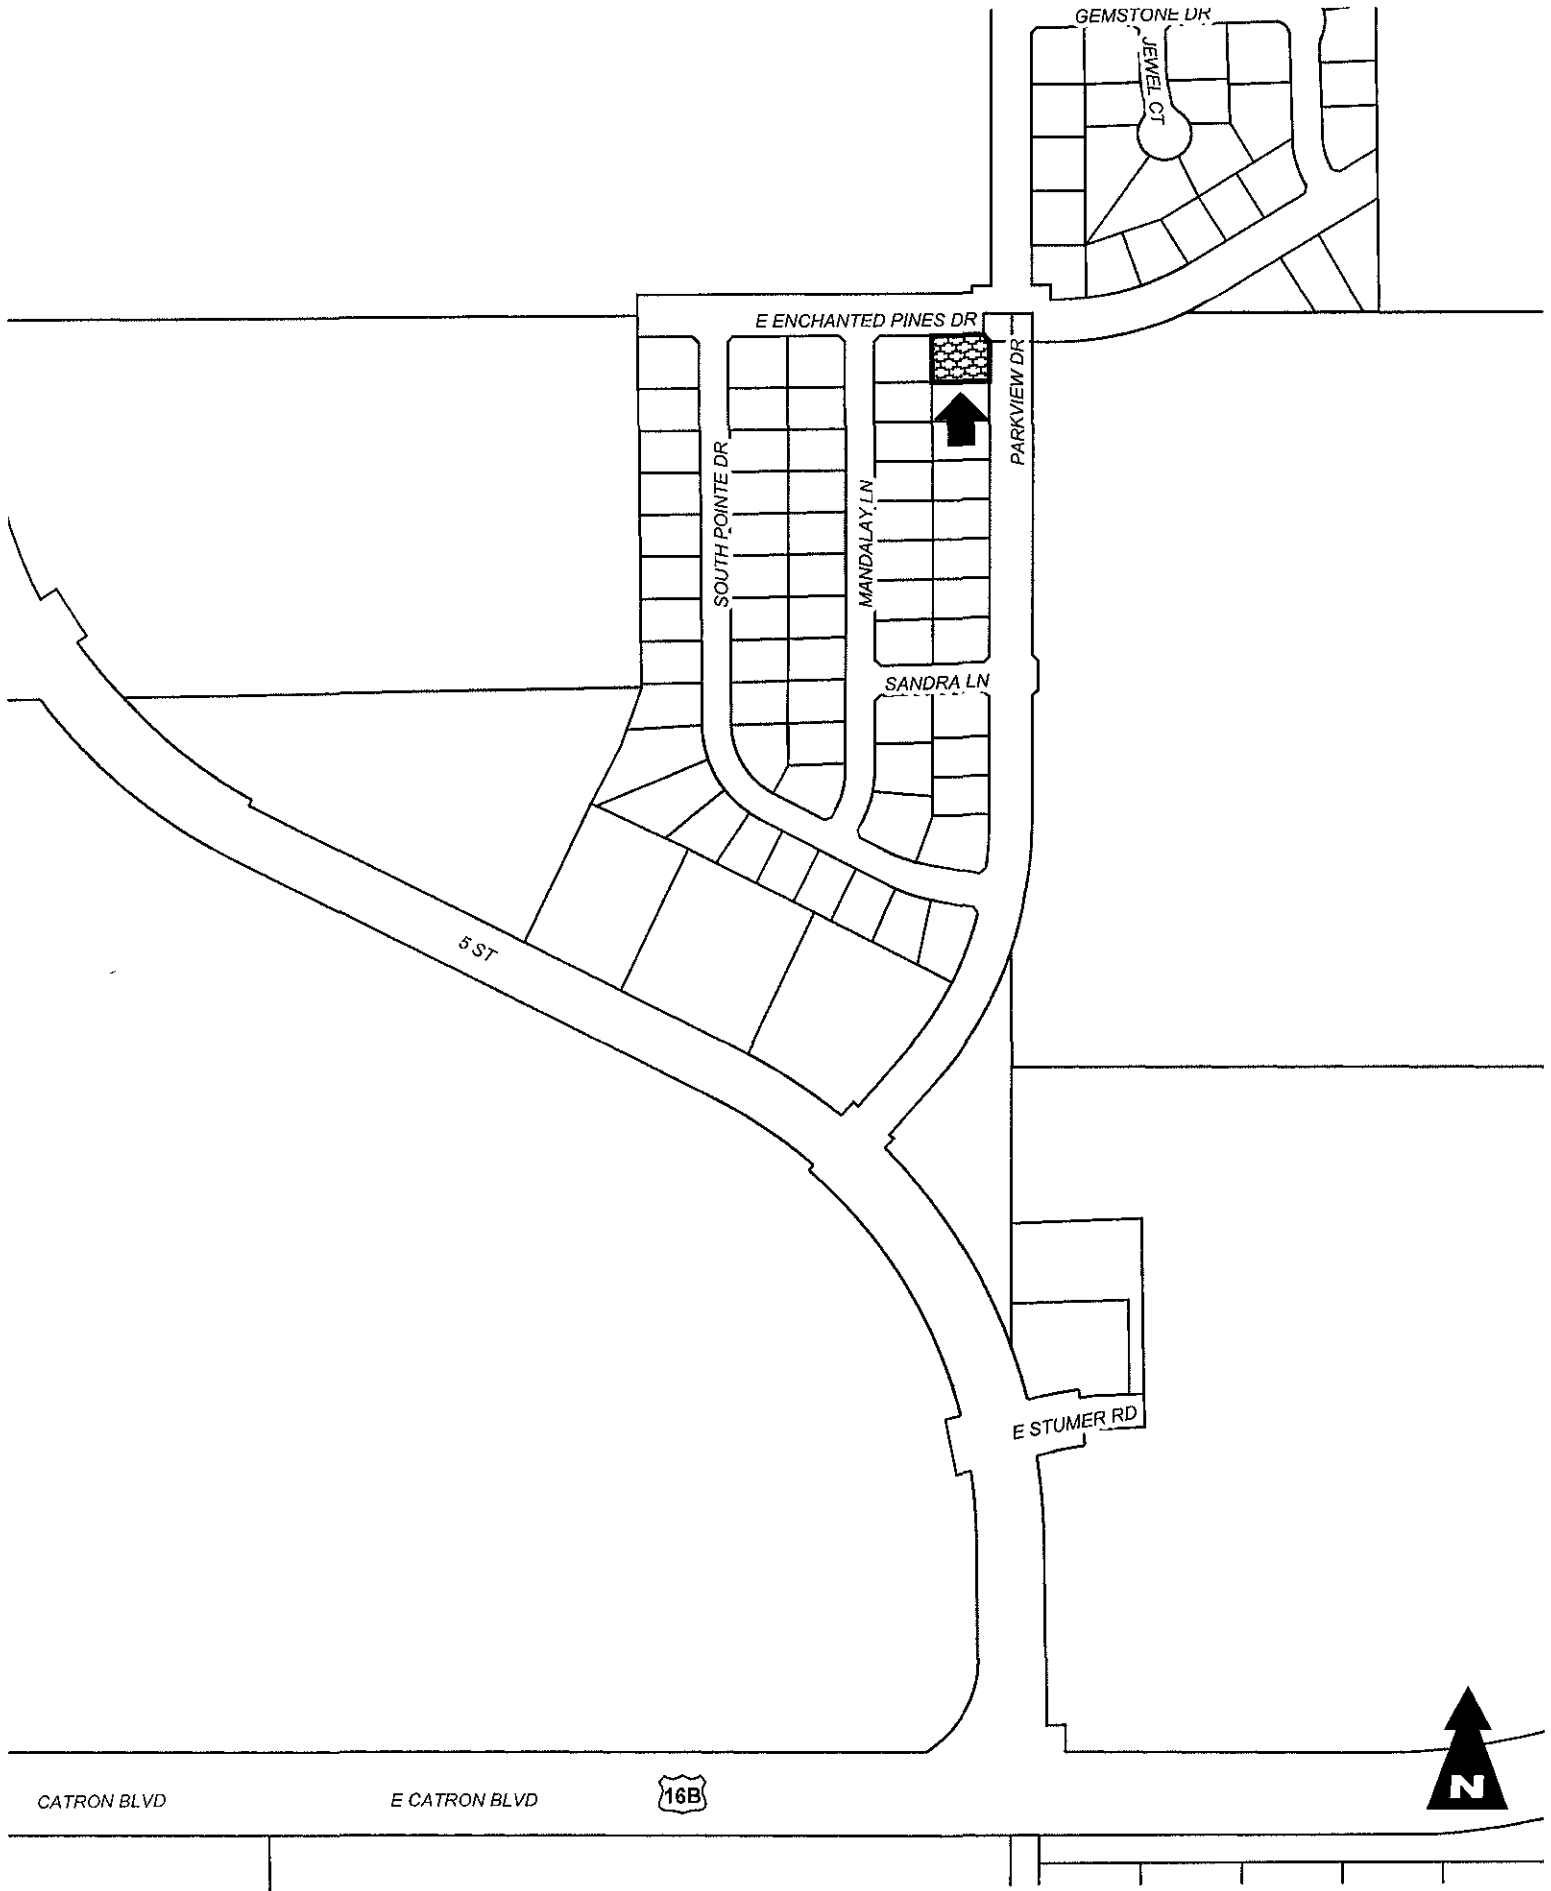 GEMSTONE DR
JEWEL CT
E ENCHANTED PINES DR
PARKVIEW DR
SOUTH POINTE DR
MANDALAY LN
SANDRA LN
5 ST
E STUMER RD
CATRON BLVD
E CATRON BLVD
16B
N